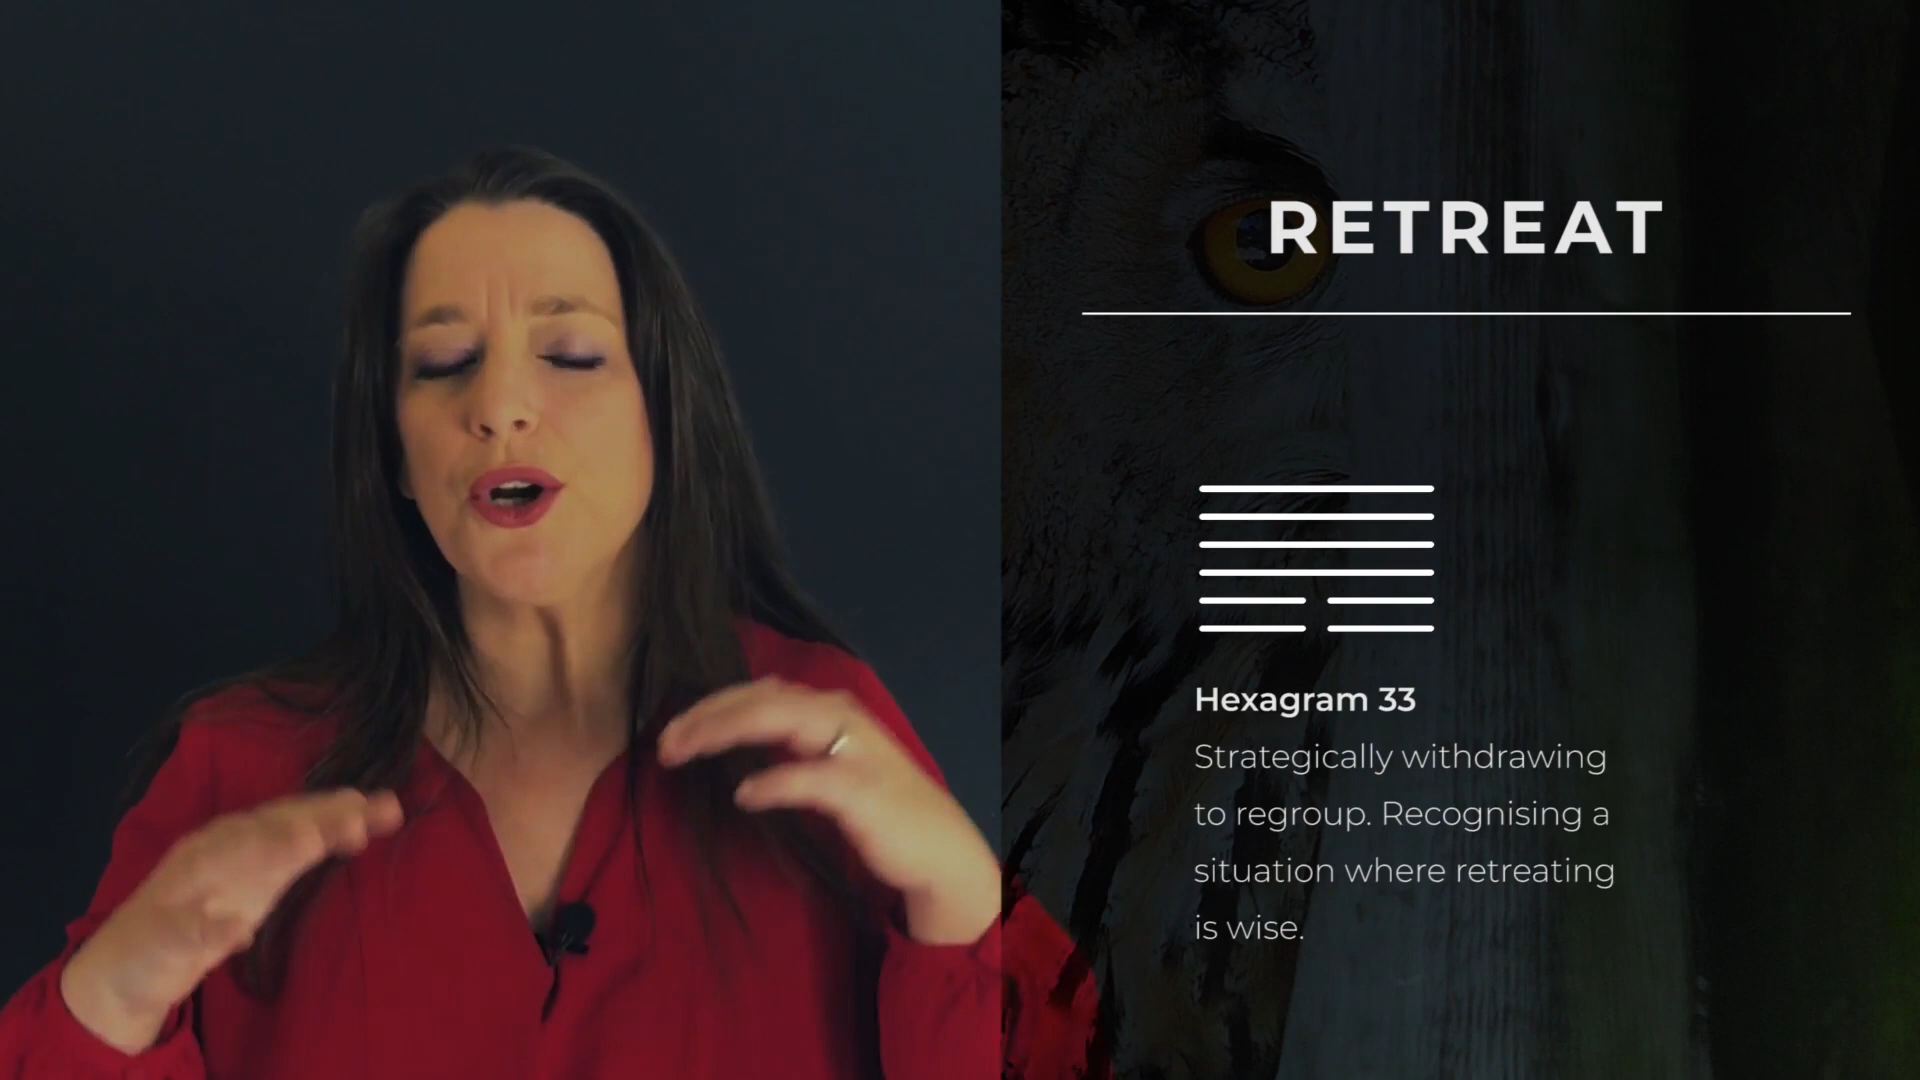 RETREAT
Hexagram 33
Strategically withdrawing
to regroup. Recognising a
situation where retreating
is wise.